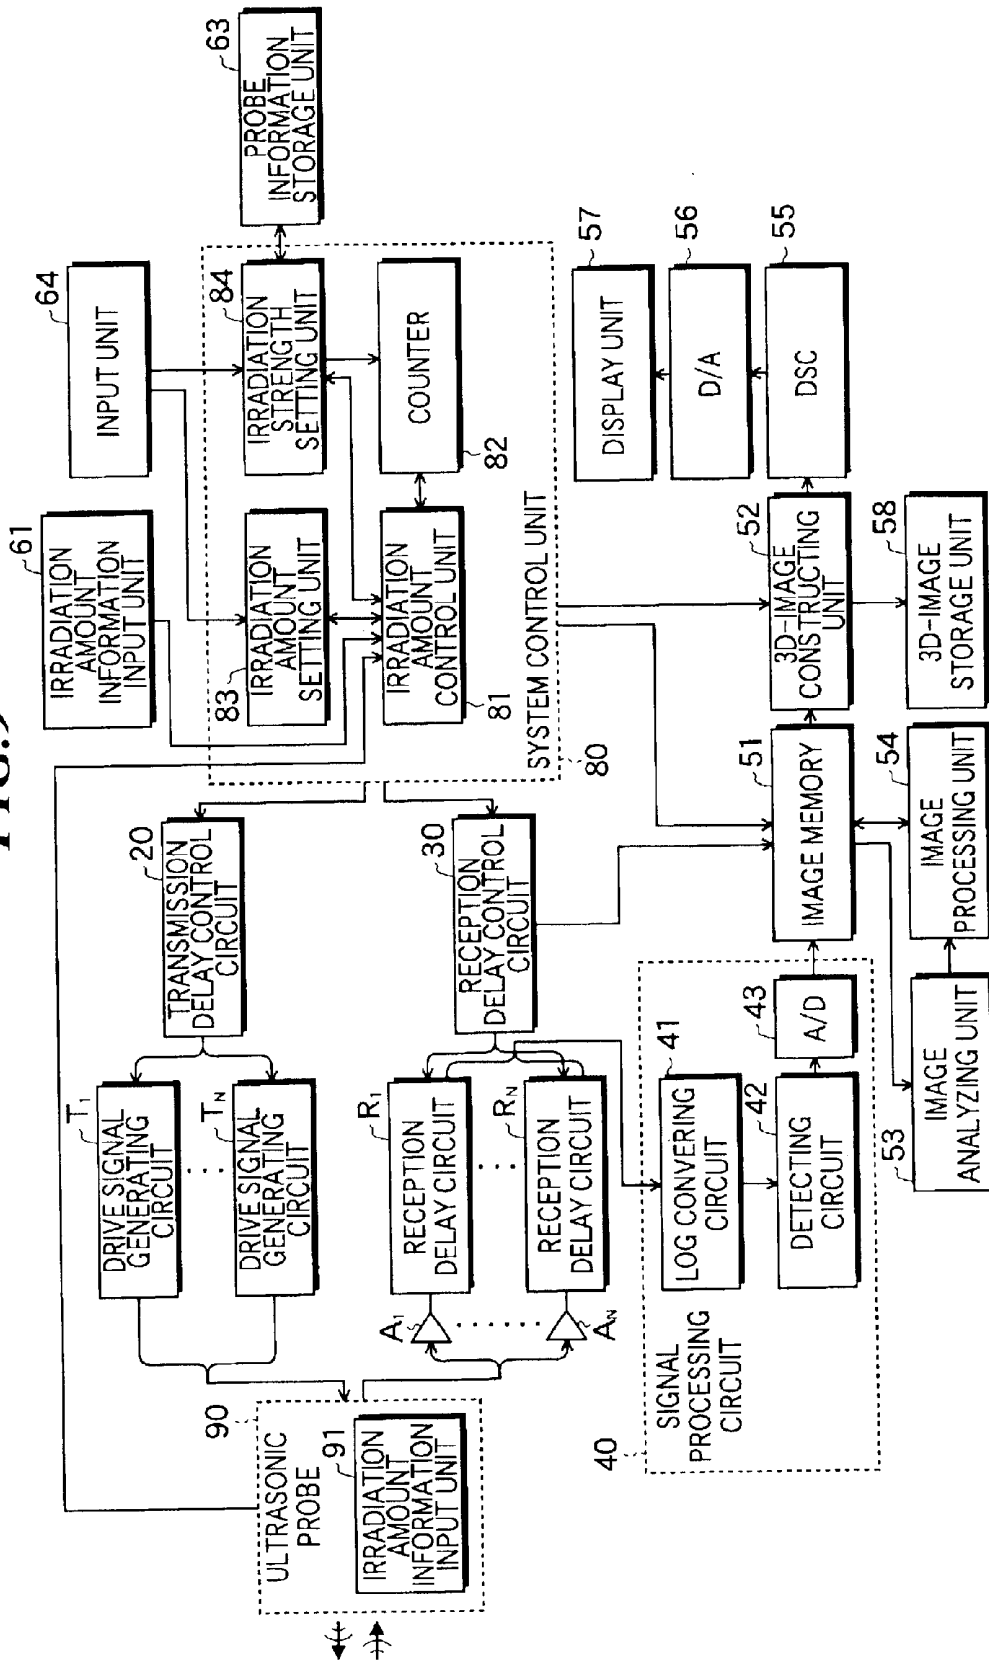 FIG.9
ULTRASONIC
PROBE
90
IRRADIATION
AMOUNT
INFORMATION
INPUT UNIT
91
DRIVE SIGNAL
GENERATING
CIRCUIT
T1
DRIVE SIGNAL
GENERATING
CIRCUIT
TN
TRANSMISSION
DELAY CONTROL
CIRCUIT
20
A1
AN
RECEPTION
DELAY CIRCUIT
R1
RECEPTION
DELAY CIRCUIT
RN
RECEPTION
DELAY CONTROL
CIRCUIT
30
IRRADIATION
AMOUNT
INFORMATION
INPUT UNIT
61
INPUT UNIT
64
PROBE
INFORMATION
STORAGE UNIT
63
IRRADIATION
AMOUNT
SETTING UNIT
83
IRRADIATION
STRENGTH
SETTING UNIT
84
IRRADIATION
AMOUNT
CONTROL UNIT
81
COUNTER
82
SYSTEM CONTROL UNIT
80
SIGNAL
PROCESSING
CIRCUIT
40
LOG CONVERING
CIRCUIT
41
DETECTING
CIRCUIT
42
A/D
43
IMAGE MEMORY
51
3D-IMAGE
CONSTRUCTING
UNIT
52
DSC
55
D/A
56
DISPLAY UNIT
57
IMAGE
ANALYZING UNIT
53
IMAGE
PROCESSING UNIT
54
3D-IMAGE
STORAGE UNIT
58